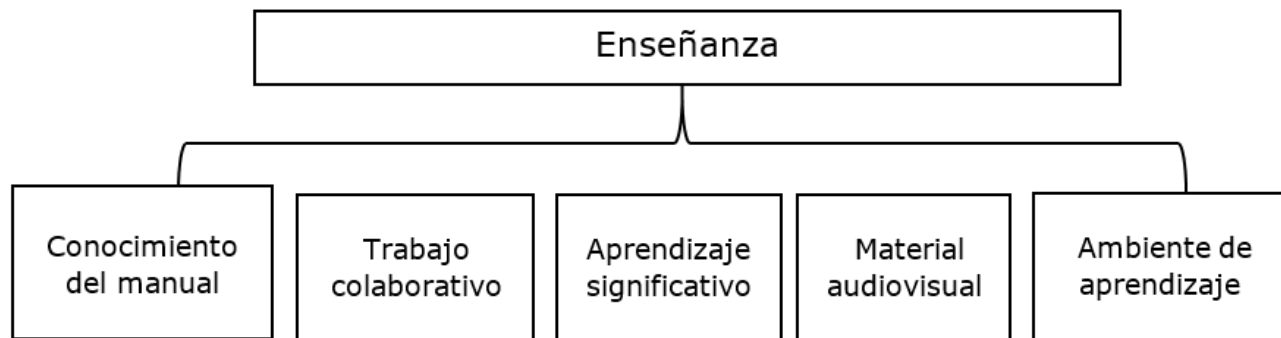 Enseñanza
Conocimiento
del manual
Trabajo
colaborativo
Aprendizaje
significativo
Material
audiovisual
Ambiente de
aprendizaje